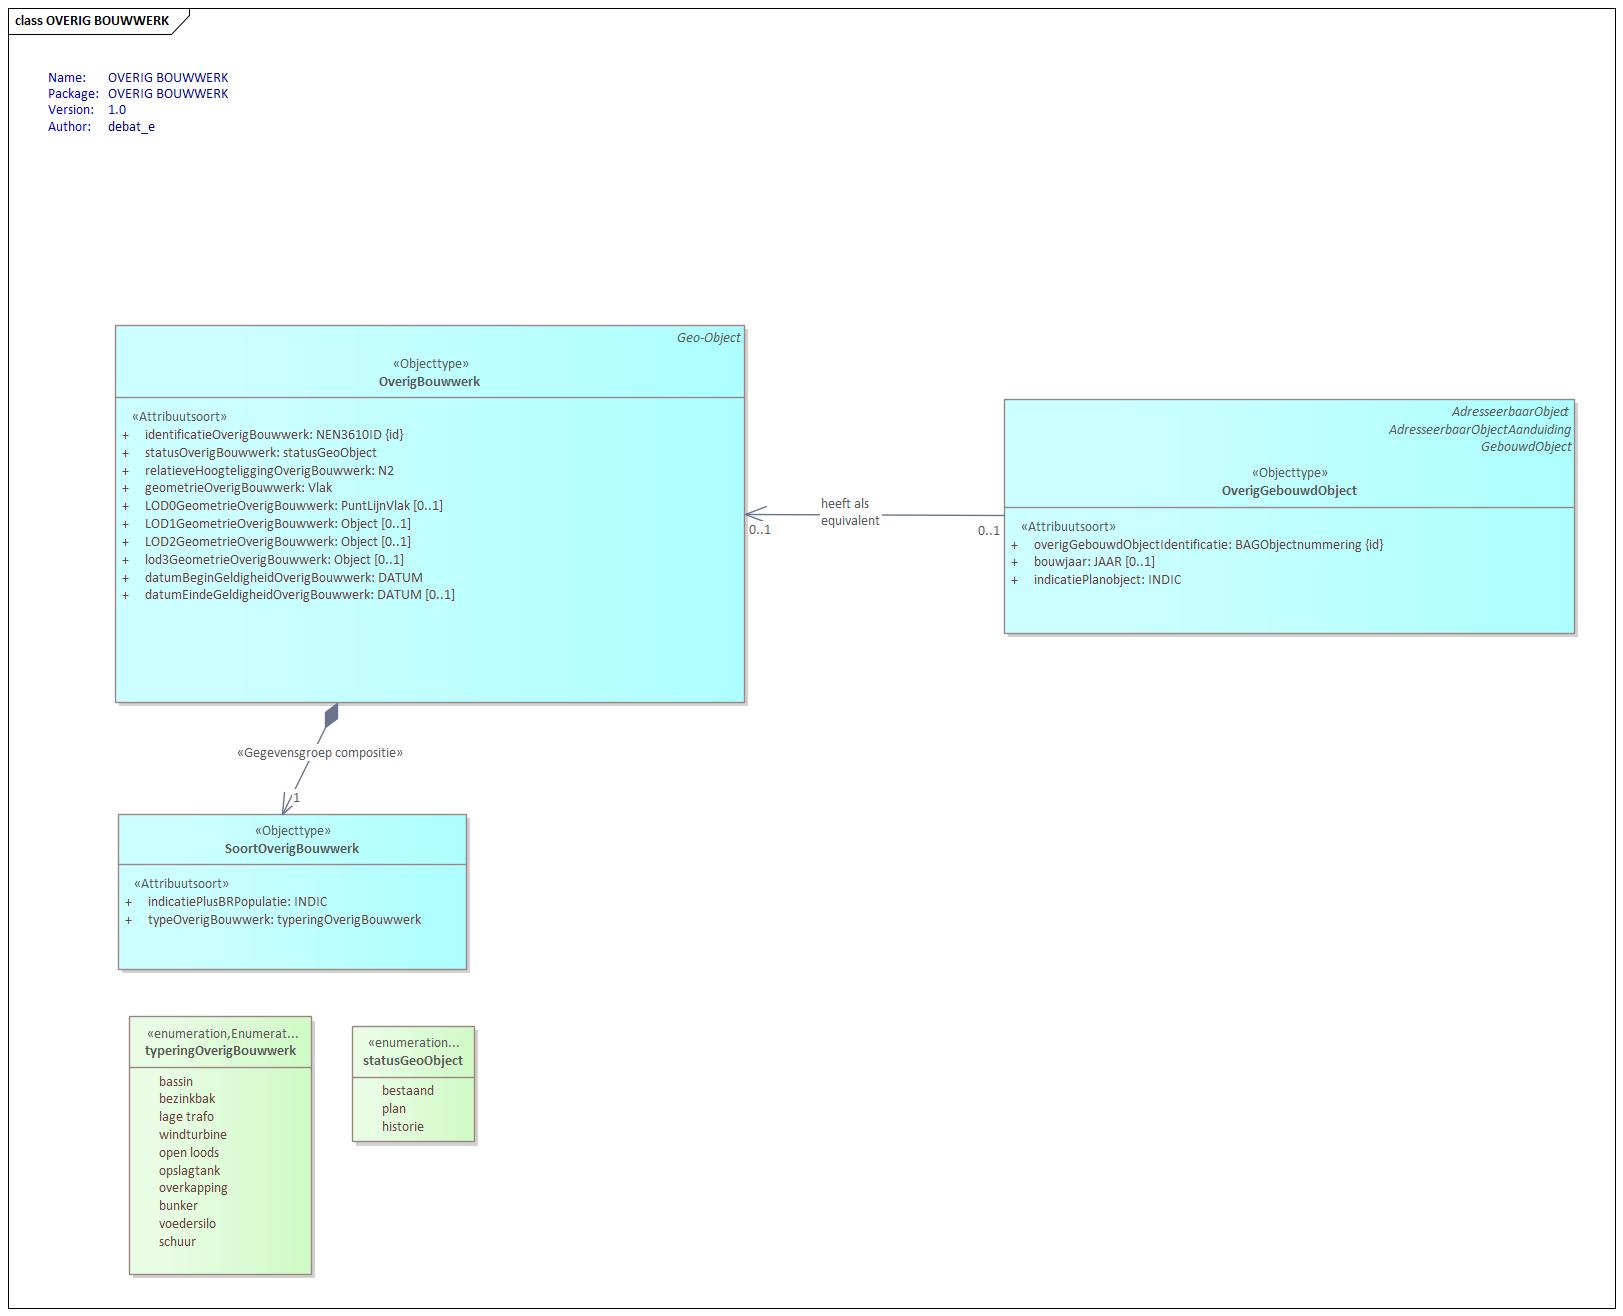 class OVERIG BOUWWERK
Name: OVERIG BOUWWERK
Package: OVERIG BOUWWERK
Version: 1.0
Author: debat_e
Geo-Object
«Objecttype»
OverigBouwwerk
«Attribuutsoort»
+ identificatieOverigBouwwerk: NEN3610ID {id}
+ statusOverigBouwwerk: statusGeoObject
+ relatieveHoogteliggingOverigBouwwerk: N2
+ geometrieOverigBouwwerk: Vlak
+ LOD0GeometrieOverigBouwwerk: PuntLijnVlak [0..1]
+ LOD1GeometrieOverigBouwwerk: Object [0..1]
+ LOD2GeometrieOverigBouwwerk: Object [0..1]
+ lod3GeometrieOverigBouwwerk: Object [0..1]
+ datumBeginGeldigheidOverigBouwwerk: DATUM
+ datumEindeGeldigheidOverigBouwwerk: DATUM [0..1]
heeft als
equivalent
0..1
0..1
AdresseerbaarObject
AdresseerbaarObjectAanduiding
GebouwdObject
«Objecttype»
OverigGebouwdObject
«Attribuutsoort»
+ overigGebouwdObjectIdentificatie: BAGObjectnummering {id}
+ bouwjaar: JAAR [0..1]
+ indicatiePlanobject: INDIC
«Gegevensgroep compositie»
1
«Objecttype»
SoortOverigBouwwerk
«Attribuutsoort»
+ indicatiePlusBRPopulatie: INDIC
+ typeOverigBouwwerk: typeringOverigBouwwerk
«enumeration,Enumerat...
typeringOverigBouwwerk
bassin
bezinkbak
lage trafo
windturbine
open loods
opslagtank
overkapping
bunker
voedersilo
schuur
«enumeration...
statusGeoObject
bestaand
plan
historie